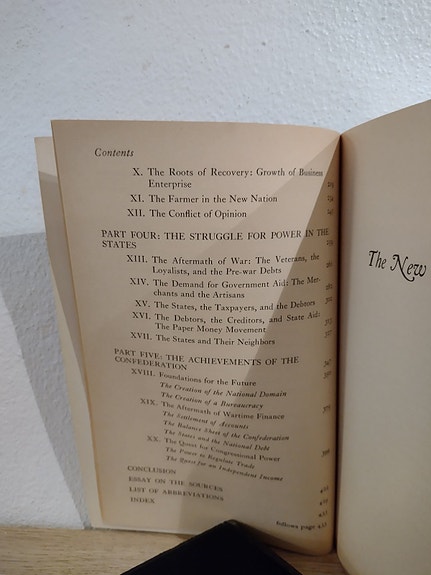 Contents
X. The Roots of Recovery: Growth of Business
Enterprise
XI. The Farmer in the New Nation
XII. The Conflict of Opinion
PART FOUR: THE STRUGGLE FOR POWER IN THE
STATES
XIII. The Aftermath of War: The Veterans, the
Loyalists, and the Pre-war Debts
XIV. The Demand for Government Aid: The Mer-
chants and the Artisans
XV. The States, the Taxpayers, and the Debtors 302
XVI. The Debtors, the Creditors, and State Aid:
The Paper Money Movement
XVII. The States and Their Neighbors
PART FIVE: THE ACHIEVEMENTS OF THE
CONFEDERATION
XVIII. Foundations for the Future
The Creation of the National Domain
The Creation of a Bureaucracy
XIX. The Aftermath of Wartime Finance
The Settlement of Accounts
The Balance Sheet of the Confederation
The States and the National Debt
XX. The Quest for Congressional Power
The Power to Regulate Trade
The Quest for an Independent Income
CONCLUSION
ESSAY ON THE SOURCES
LIST OF ABBREVIATIONS
INDEX follows page 433
The New